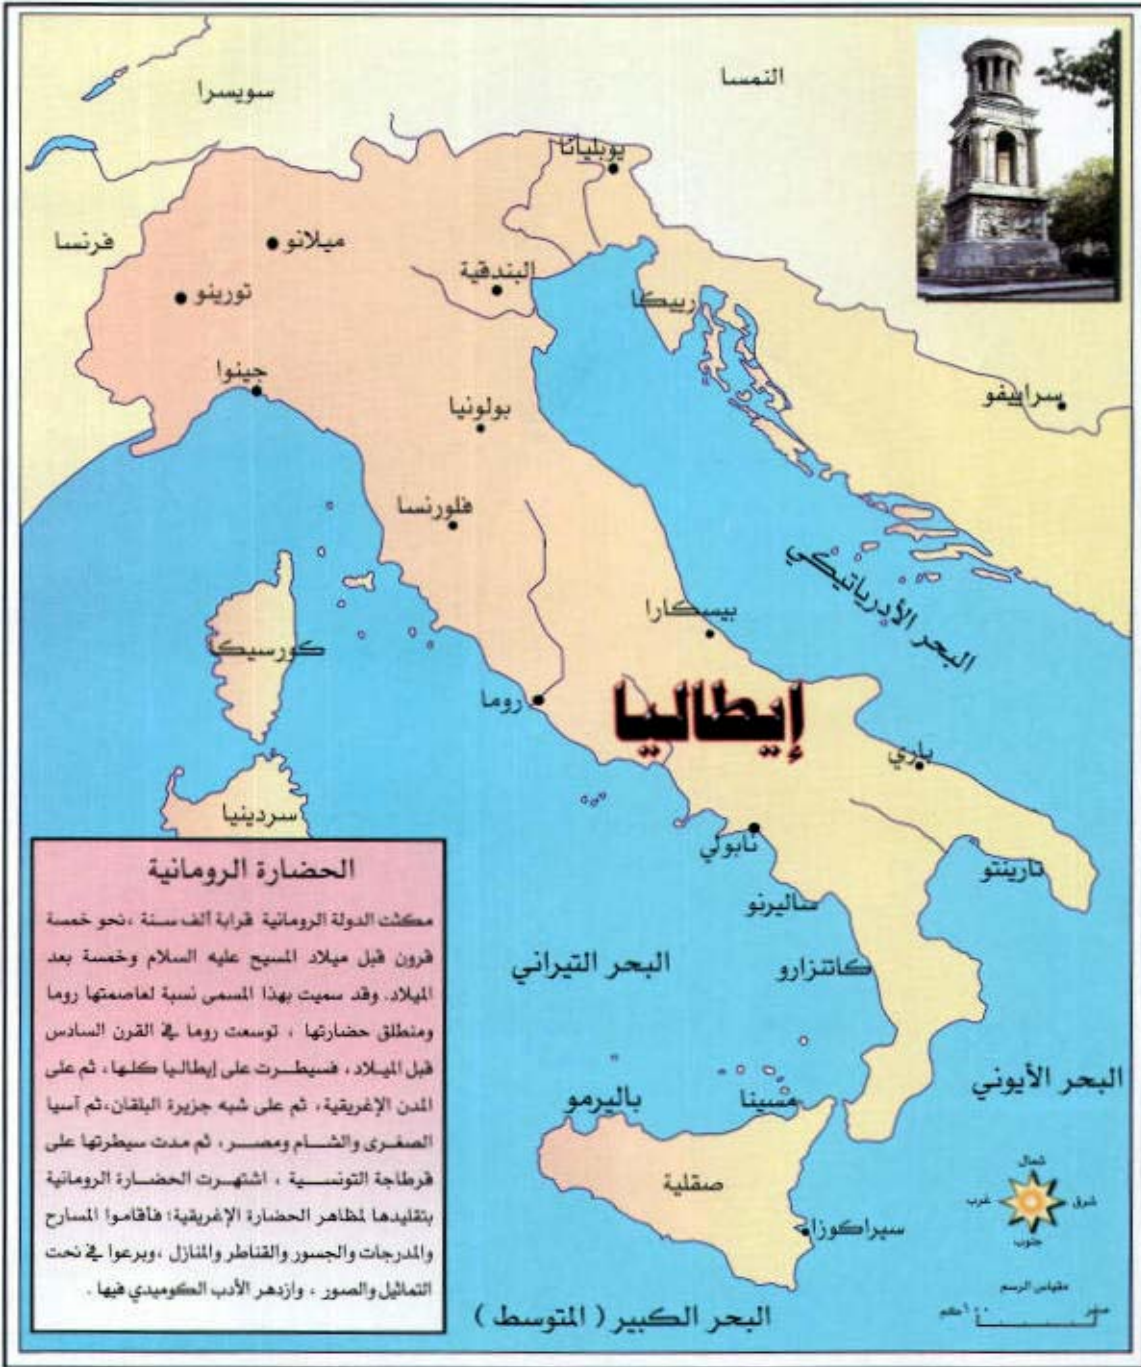 النمسا
سويسرا
يوبليانا
فرنسا
ميلانو
البندقية
تورينو
رييكا
جينوا
سراييفو
بولونيا
فلورنسا
البحر الأدرياتيكي
بيسكارا
كورسيكا
إيطاليا
روما
باري
سردينيا
نابولي
تارينتو
ساليرنو
البحر التيراني
كاتنزارو
البحر الأيوني
باليرمو
مسينا
صقلية
سيراكوزا
شمال
شرق
غرب
جنوب
مقياس الرسم
صفر
كم
البحر الكبير ( المتوسط )
الحضارة الرومانية
مكثت الدولة الرومانية قرابة ألف سنة ،نحو خمسة
قرون قبل ميلاد المسيح عليه السلام وخمسة بعد
الميلاد. وقد سميت بهذا المسمى نسبة لعاصمتها روما
ومنطلق حضارتها ، توسعت روما في القرن السادس
قبل الميلاد ، فسيطرت على إيطاليا كلها ، ثم على
المدن الإغريقية، ثم على شبه جزيرة البلقان،ثم آسيا
الصغرى والشام ومصر ، ثم مدت سيطرتها على
قرطاجة التونسية ، اشتهرت الحضارة الرومانية
بتقليدها لمظاهر الحضارة الإغريقية؛ فأقاموا المسارح
والمدرجات والجسور والقناطر والمنازل ،وبرعوا في نحت
التماثيل والصور ، وازدهر الأدب الكوميدي فيها .